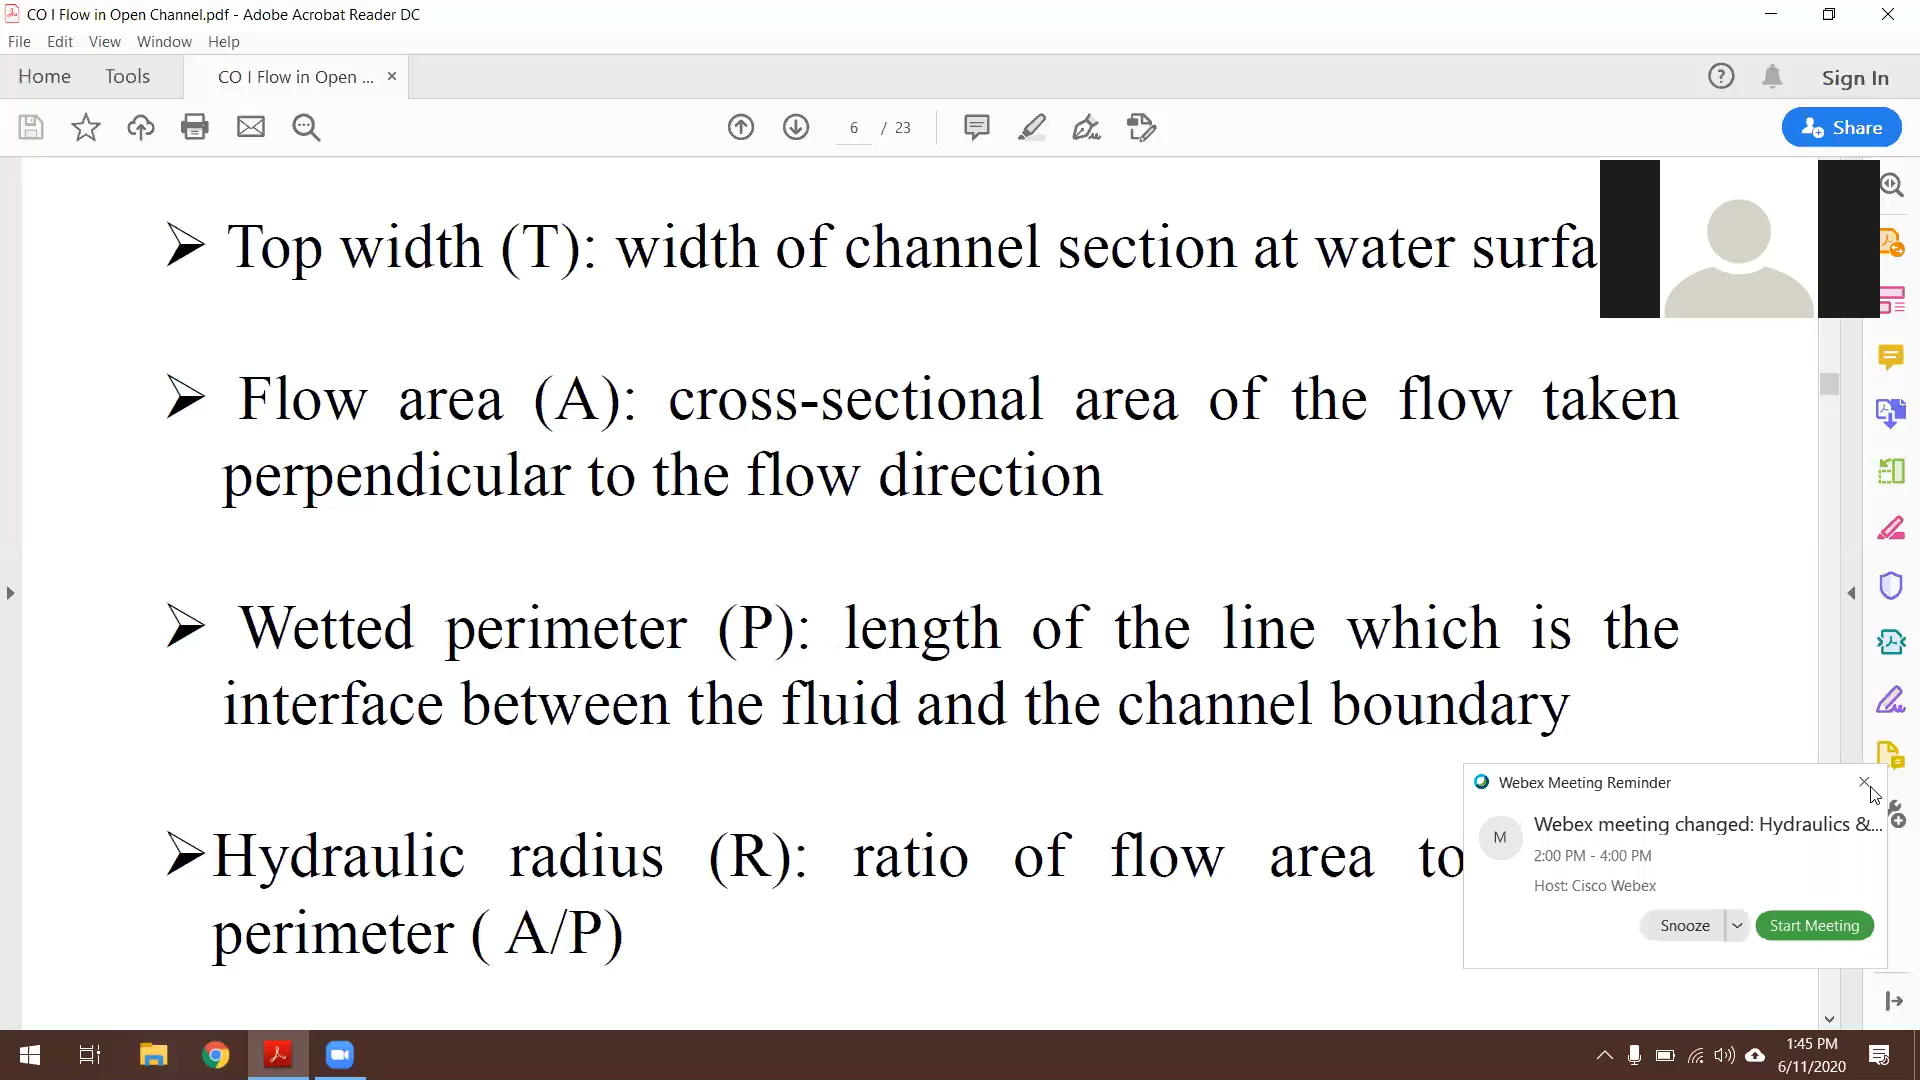 CO I Flow in Open Channel.pdf - Adobe Acrobat Reader DC
File Edit View Window Help
Home Tools CO I Flow in Open ... × Sign In
6 / 23 Share
➢ Top width (T): width of channel section at water surfa
➢ Flow area (A): cross-sectional area of the flow taken
perpendicular to the flow direction
➢ Wetted perimeter (P): length of the line which is the
interface between the fluid and the channel boundary
➢ Hydraulic radius (R): ratio of flow area to
perimeter ( A/P)
Webex Meeting Reminder
M
Webex meeting changed: Hydraulics &...
2:00 PM - 4:00 PM
Host: Cisco Webex
Snooze Start Meeting
1:45 PM
6/11/2020